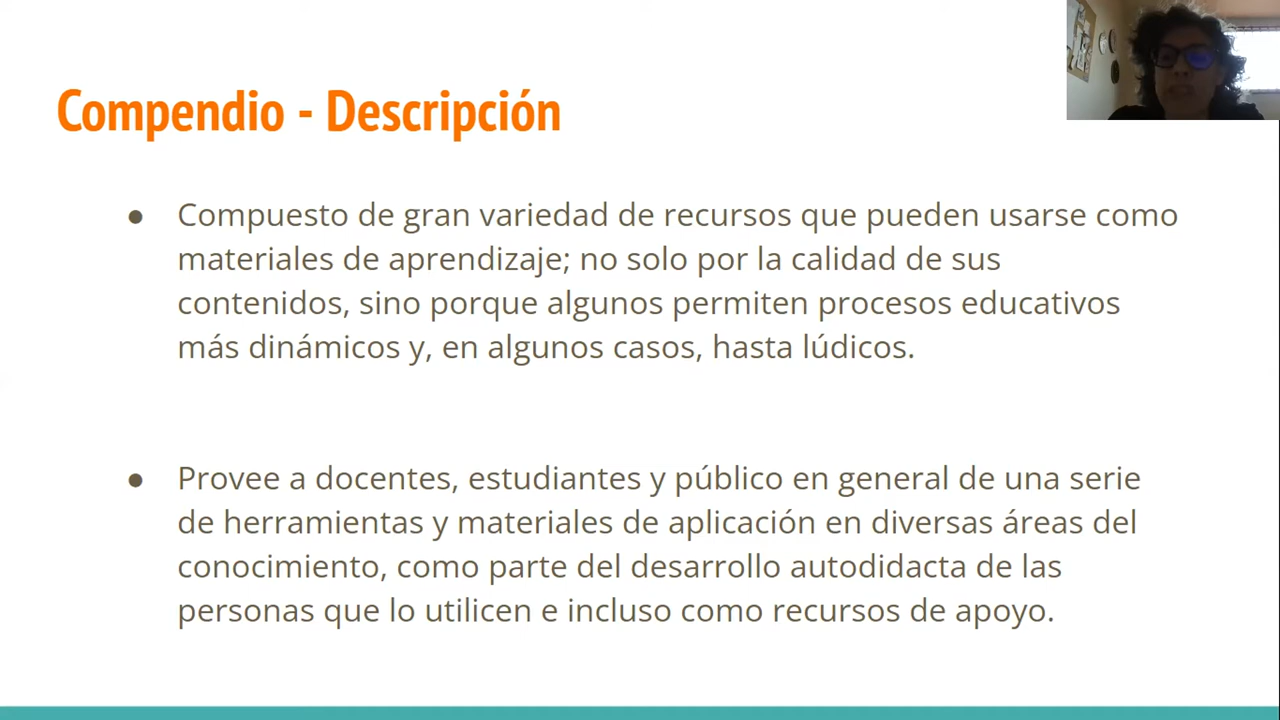 Compendio - Descripción
● Compuesto de gran variedad de recursos que pueden usarse como
materiales de aprendizaje; no solo por la calidad de sus
contenidos, sino porque algunos permiten procesos educativos
más dinámicos y, en algunos casos, hasta lúdicos.
● Provee a docentes, estudiantes y público en general de una serie
de herramientas y materiales de aplicación en diversas áreas del
conocimiento, como parte del desarrollo autodidacta de las
personas que lo utilicen e incluso como recursos de apoyo.